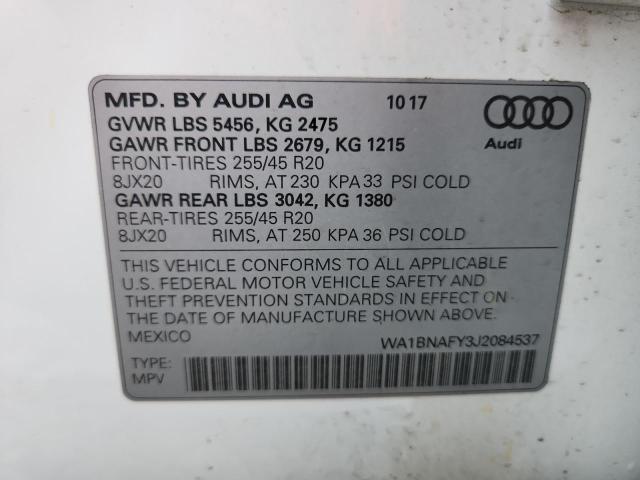 MFD. BY AUDI AG 10 17
GVWR LBS 5456, KG 2475
GAWR FRONT LBS 2679, KG 1215
Audi
FRONT-TIRES 255/45 R20
8JX20 RIMS, AT 230 KPA 33 PSI COLD
GAWR REAR LBS 3042, KG 1380
REAR-TIRES 255/45 R20
8JX20 RIMS, AT 250 KPA 36 PSI COLD
THIS VEHICLE CONFORMS TO ALL APPLICABLE
U.S. FEDERAL MOTOR VEHICLE SAFETY AND
THEFT PREVENTION STANDARDS IN EFFECT ON
THE DATE OF MANUFACTURE SHOWN ABOVE.
MEXICO WA1BNAFY3J2084537
TYPE:
MPV